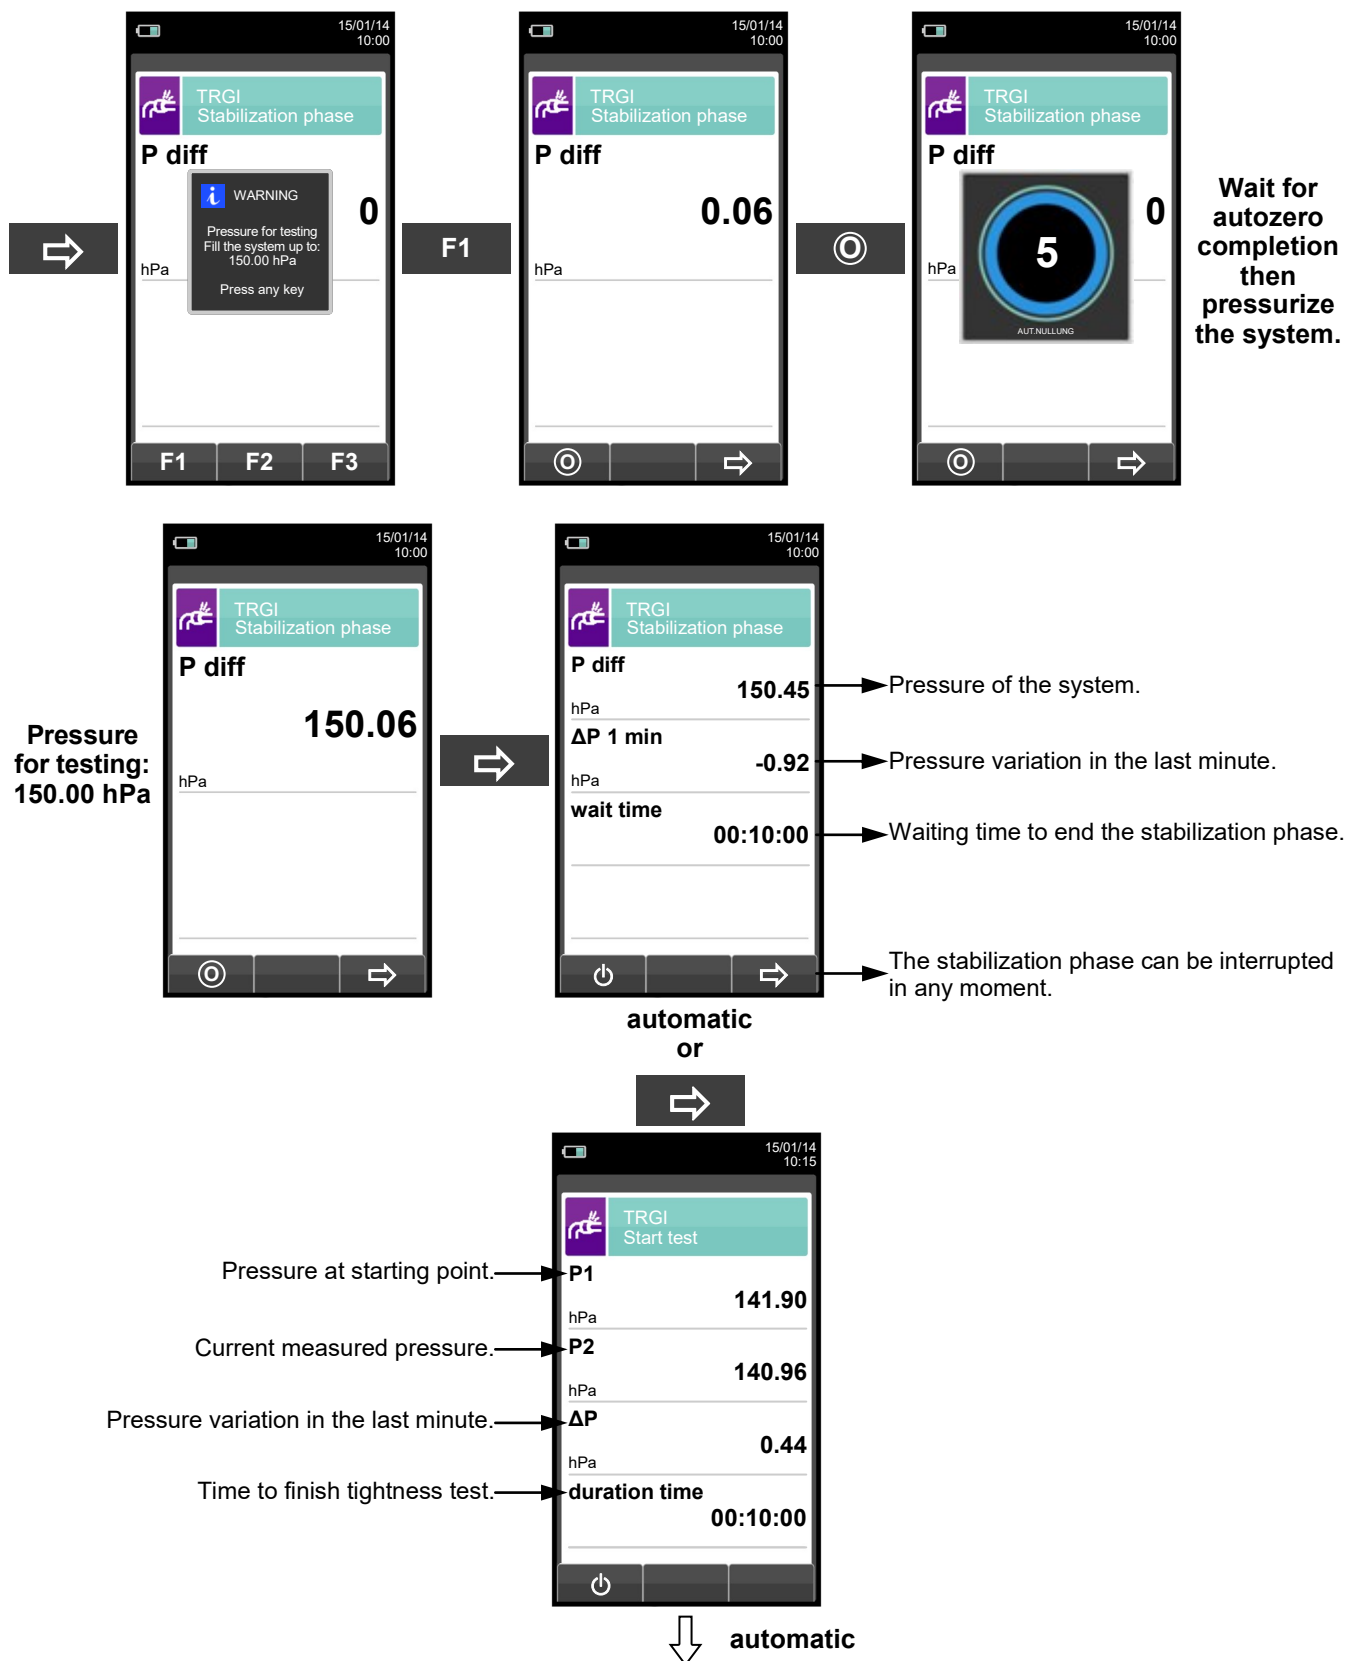 15/01/14
10:00
TRGI
Stabilization phase
P diff
0
i WARNING
Pressure for testing
Fill the system up to:
150.00 hPa
Press any key
hPa
F1 F2 F3
F1
15/01/14
10:00
TRGI
Stabilization phase
P diff
0.06
hPa
15/01/14
10:00
TRGI
Stabilization phase
P diff
0
5
AUT.NULLUNG
hPa
Wait for
autozero
completion
then
pressurize
the system.
Pressure
for testing:
150.00 hPa
15/01/14
10:00
TRGI
Stabilization phase
P diff
150.06
hPa
15/01/14
10:00
TRGI
Stabilization phase
P diff
150.45
hPa
ΔP 1 min
-0.92
hPa
wait time
00:10:00
Pressure of the system.
Pressure variation in the last minute.
Waiting time to end the stabilization phase.
The stabilization phase can be interrupted
in any moment.
automatic
or
15/01/14
10:15
TRGI
Start test
Pressure at starting point.
P1
141.90
hPa
Current measured pressure.
P2
140.96
hPa
Pressure variation in the last minute.
ΔP
0.44
hPa
Time to finish tightness test.
duration time
00:10:00
automatic